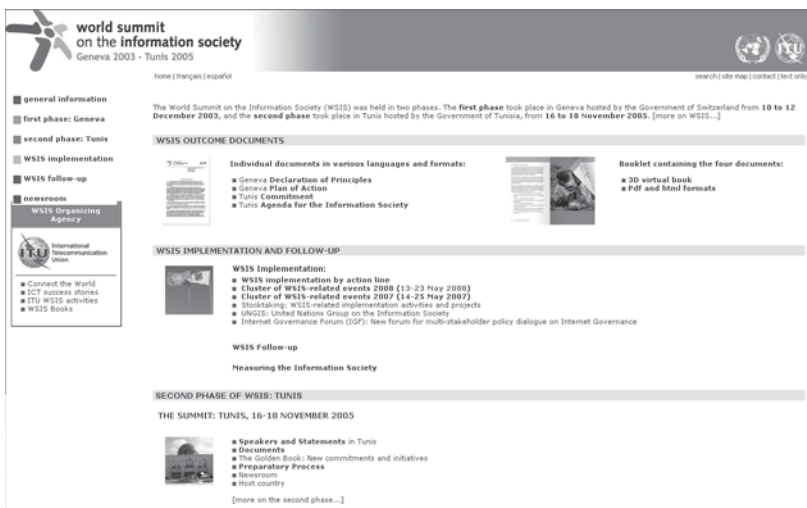 world summit
on the information society
Geneva 2003 - Tunis 2005
home | français | español
search | site map | contact | text only
general information
first phase: Geneva
second phase: Tunis
WSIS implementation
WSIS follow-up
newsroom
WSIS Organizing
Agency
ITU
International
Telecommunication
Union
Connect the World
ICT success stories
ITU WSIS activities
WSIS Books
The World Summit on the Information Society (WSIS) was held in two phases. The first phase took place in Geneva hosted by the Government of Switzerland from 10 to 12
December 2003, and the second phase took place in Tunis hosted by the Government of Tunisia, from 16 to 18 November 2005. [more on WSIS...]
WSIS OUTCOME DOCUMENTS
Individual documents in various languages and formats:
Geneva Declaration of Principles
Geneva Plan of Action
Tunis Commitment
Tunis Agenda for the Information Society
Booklet containing the four documents:
3D virtual book
Pdf and html formats
WSIS IMPLEMENTATION AND FOLLOW-UP
WSIS Implementation:
WSIS implementation by action line
Cluster of WSIS-related events 2008 (13-23 May 2008)
Cluster of WSIS-related events 2007 (14-25 May 2007)
Stocktaking: WSIS-related implementation activities and projects
UNGIS: United Nations Group on the Information Society
Internet Governance Forum (IGF): New forum for multi-stakeholder policy dialogue on Internet Governance
WSIS Follow-up
Measuring the Information Society
SECOND PHASE OF WSIS: TUNIS
THE SUMMIT: TUNIS, 16-18 NOVEMBER 2005
Speakers and Statements in Tunis
Documents
The Golden Book: New commitments and initiatives
Preparatory Process
Newsroom
Host country
[more on the second phase...]